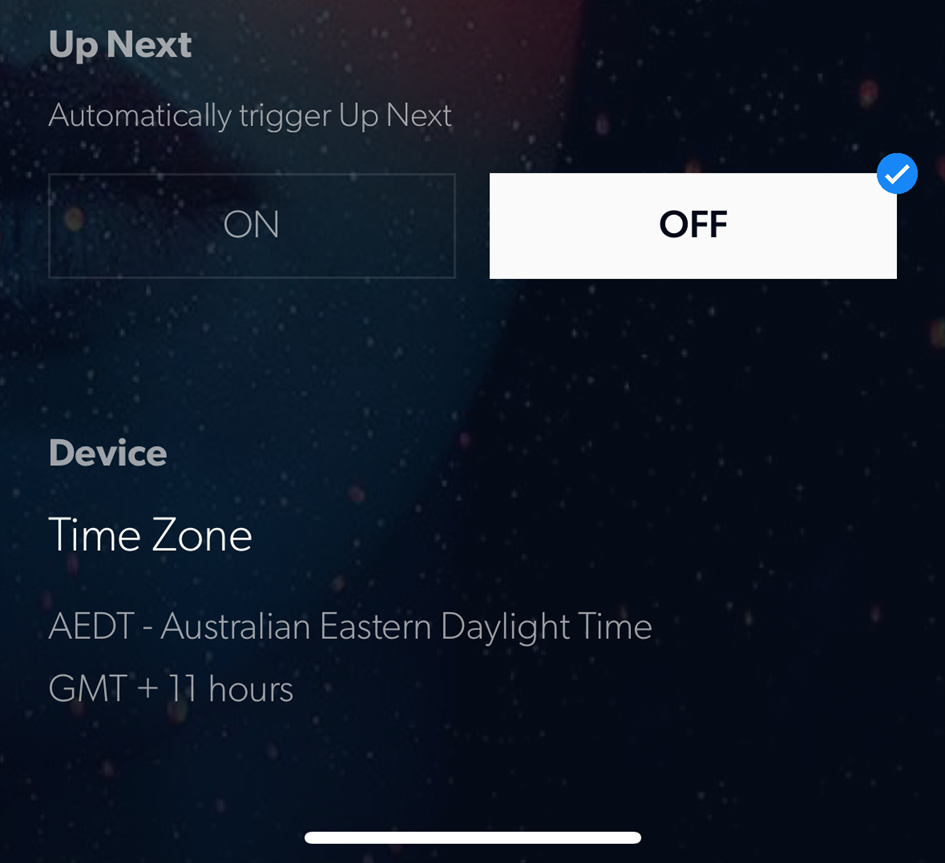 Up Next
Automatically trigger Up Next
ON
OFF
Device
Time Zone
AEDT - Australian Eastern Daylight Time
GMT + 11 hours